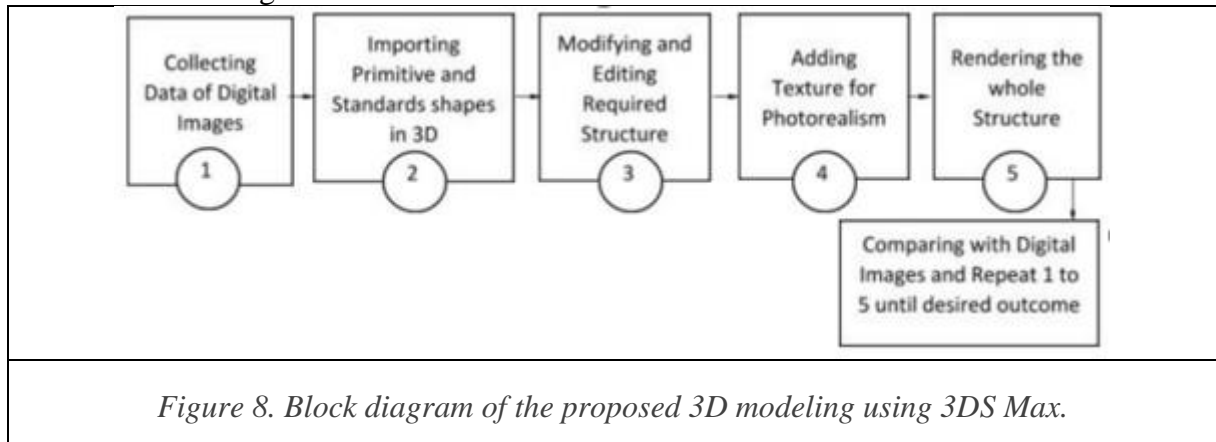 Collecting
Data of Digital
Images
1
Importing
Primitive and
Standards shapes
in 3D
2
Modifying and
Editing
Required
Structure
3
Adding
Texture for
Photorealism
4
Rendering the
whole
Structure
5
Comparing with Digital
Images and Repeat 1 to
5 until desired outcome
Figure 8. Block diagram of the proposed 3D modeling using 3DS Max.